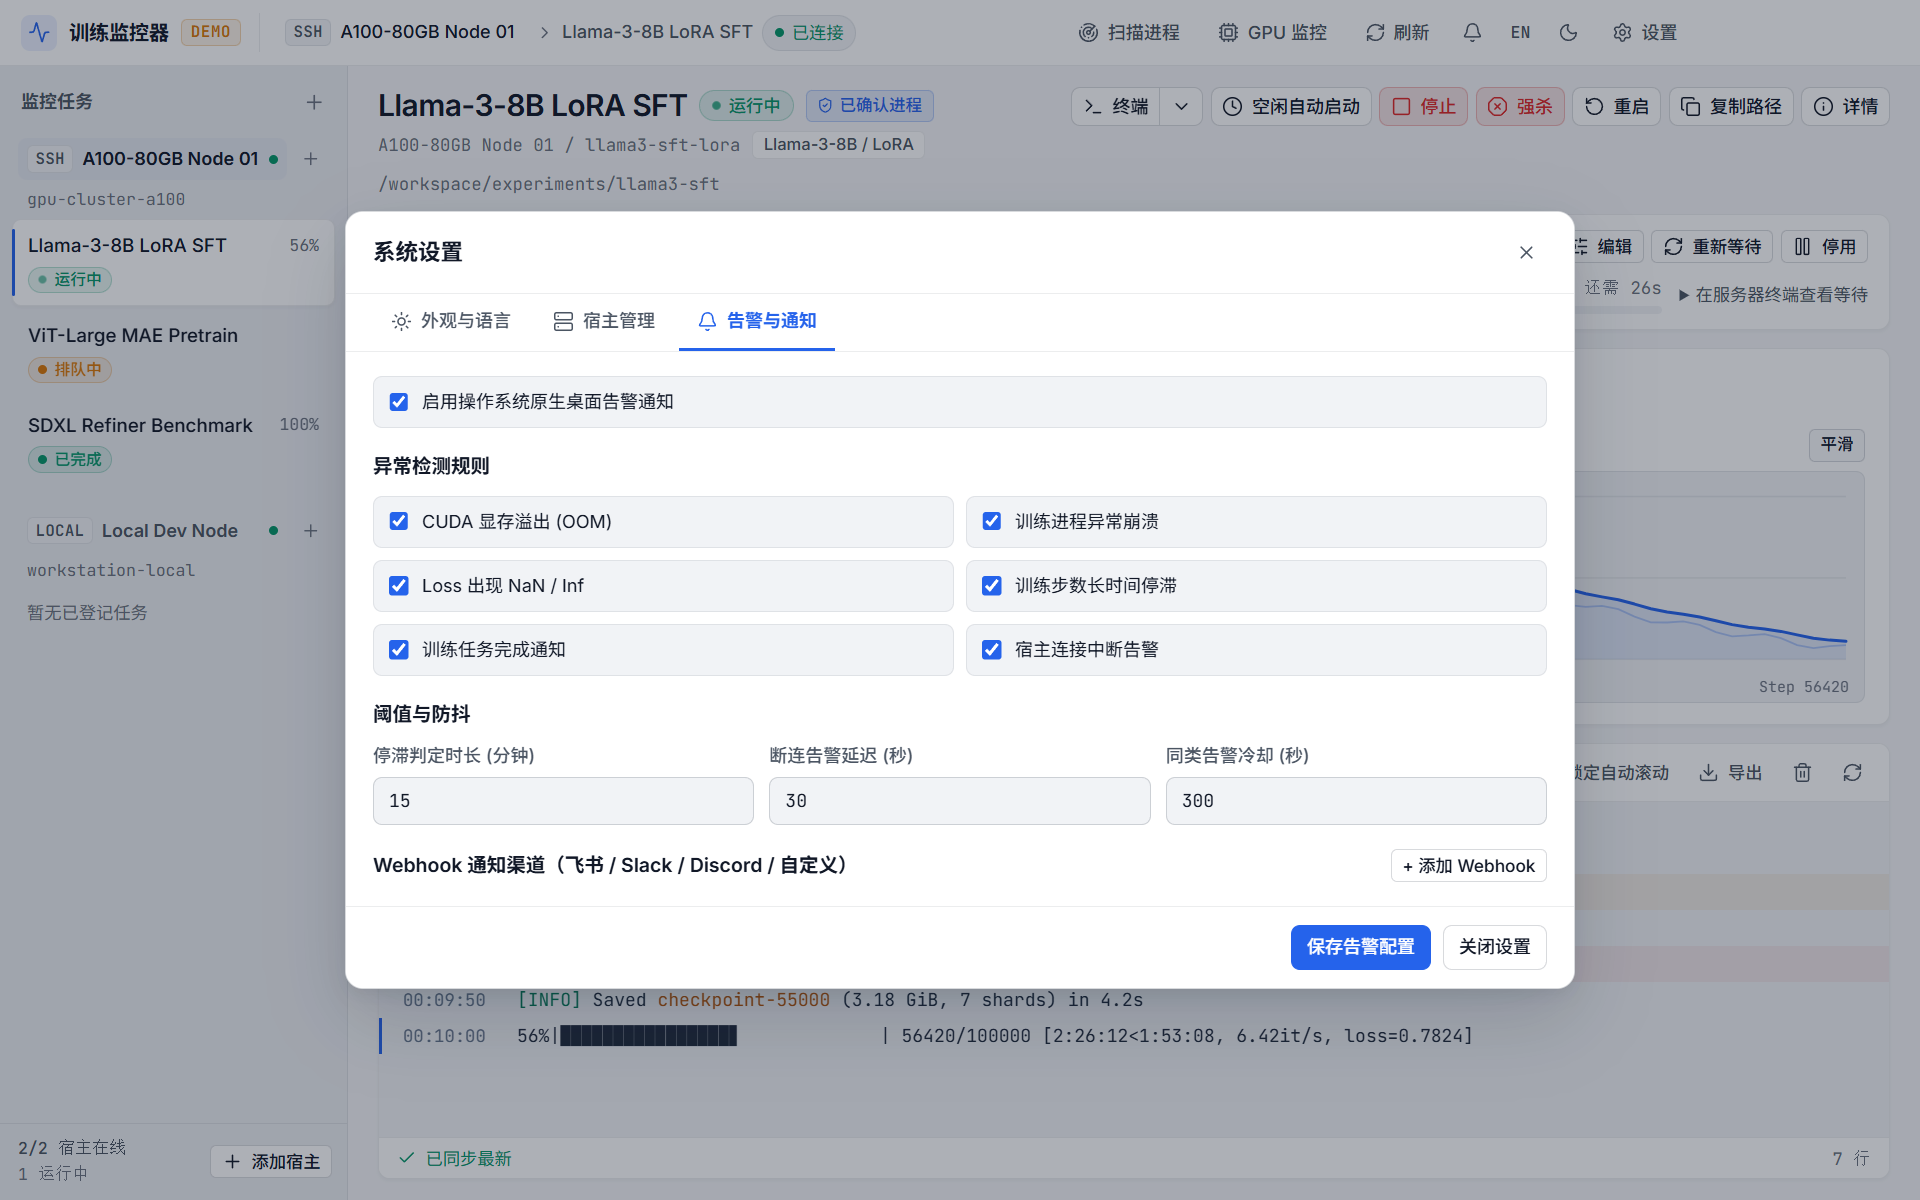 训练监控器 DEMO SSH A100-80GB Node 01 Llama-3-8B LoRA SFT 已连接 扫描进程 GPU 监控 刷新 EN 设置
监控任务
SSH A100-80GB Node 01
gpu-cluster-a100
Llama-3-8B LoRA SFT 56%
运行中
ViT-Large MAE Pretrain
排队中
SDXL Refiner Benchmark 100%
已完成
LOCAL Local Dev Node
workstation-local
暂无已登记任务
2/2 宿主在线
1 运行中
添加宿主
Llama-3-8B LoRA SFT 运行中 已确认进程 终端 空闲自动启动 停止 强杀 重启 复制路径 详情
A100-80GB Node 01 / llama3-sft-lora Llama-3-8B / LoRA
/workspace/experiments/llama3-sft
编辑 重新等待 停用
还需 26s 在服务器终端查看等待
平滑
Step 56420
锁定自动滚动 导出
系统设置
外观与语言 宿主管理 告警与通知
启用操作系统原生桌面告警通知
异常检测规则
CUDA 显存溢出 (OOM) 训练进程异常崩溃
Loss 出现 NaN / Inf 训练步数长时间停滞
训练任务完成通知 宿主连接中断告警
阈值与防抖
停滞判定时长 (分钟) 断连告警延迟 (秒) 同类告警冷却 (秒)
15 30 300
Webhook 通知渠道（飞书 / Slack / Discord / 自定义） + 添加 Webhook
保存告警配置 关闭设置
00:09:50 [INFO] Saved checkpoint-55000 (3.18 GiB, 7 shards) in 4.2s
00:10:00 56%|█████████████████ | 56420/100000 [2:26:12<1:53:08, 6.42it/s, loss=0.7824]
已同步最新 7 行